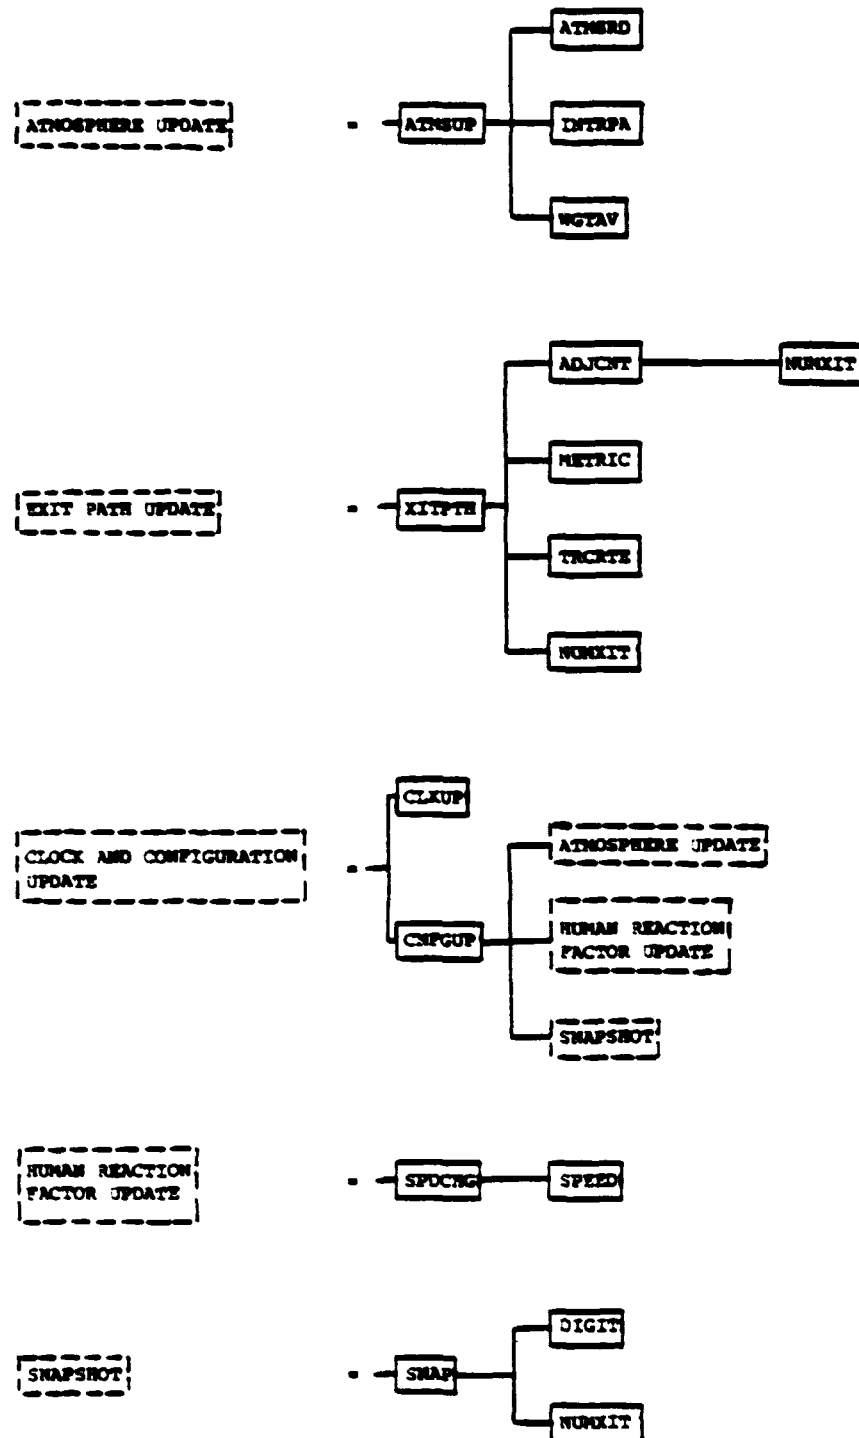 ATMSRD
ATMOSPHERE UPDATE
=
ATMSUP
INTRPA
WGTAV
ADJCNT
NUMXIT
METRIC
EXIT PATH UPDATE
=
XITPTH
TRCRTE
NUMXIT
CLKUP
CLOCK AND CONFIGURATION
UPDATE
=
ATMOSPHERE UPDATE
CNFGUP
HUMAN REACTION
FACTOR UPDATE
SNAPSHOT
HUMAN REACTION
FACTOR UPDATE
=
SPDCHG
SPEED
DIGIT
SNAPSHOT
=
SNAP
NUMXIT